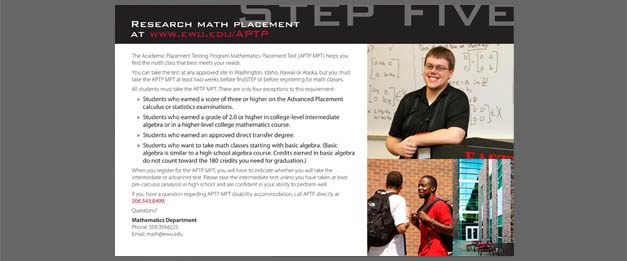 STEP FIVE
RESEARCH MATH PLACEMENT
AT WWW.EWU.EDU/APTP
The Academic Placement Testing Program Mathematics Placement Test (APTP MPT) helps you
find the math class that best meets your needs.
You can take the test at any approved site in Washington, Idaho, Hawaii or Alaska, but you must
take the APTP MPT at least two weeks before firstSTEP or before registering for math classes.
All students must take the APTP MPT. There are only four exceptions to this requirement:
» Students who earned a score of three or higher on the Advanced Placement
calculus or statistics examinations.
» Students who earned a grade of 2.0 or higher in college-level intermediate
algebra or in a higher-level college mathematics course.
» Students who earned an approved direct transfer degree.
» Students who want to take math classes starting with basic algebra. (Basic
algebra is similar to a high school algebra course. Credits earned in basic algebra
do not count toward the 180 credits you need for graduation.)
When you register for the APTP MPT, you will have to indicate whether you will take the
intermediate or advanced test. Please take the intermediate test unless you have taken at least
pre-calculus (analysis) in high school and are confident in your ability to perform well.
If you have a question regarding APTP MPT disability accommodation, call APTP directly at
206.543.8499.
Questions?
Mathematics Department
Phone: 509.359.6225
Email: math@ewu.edu